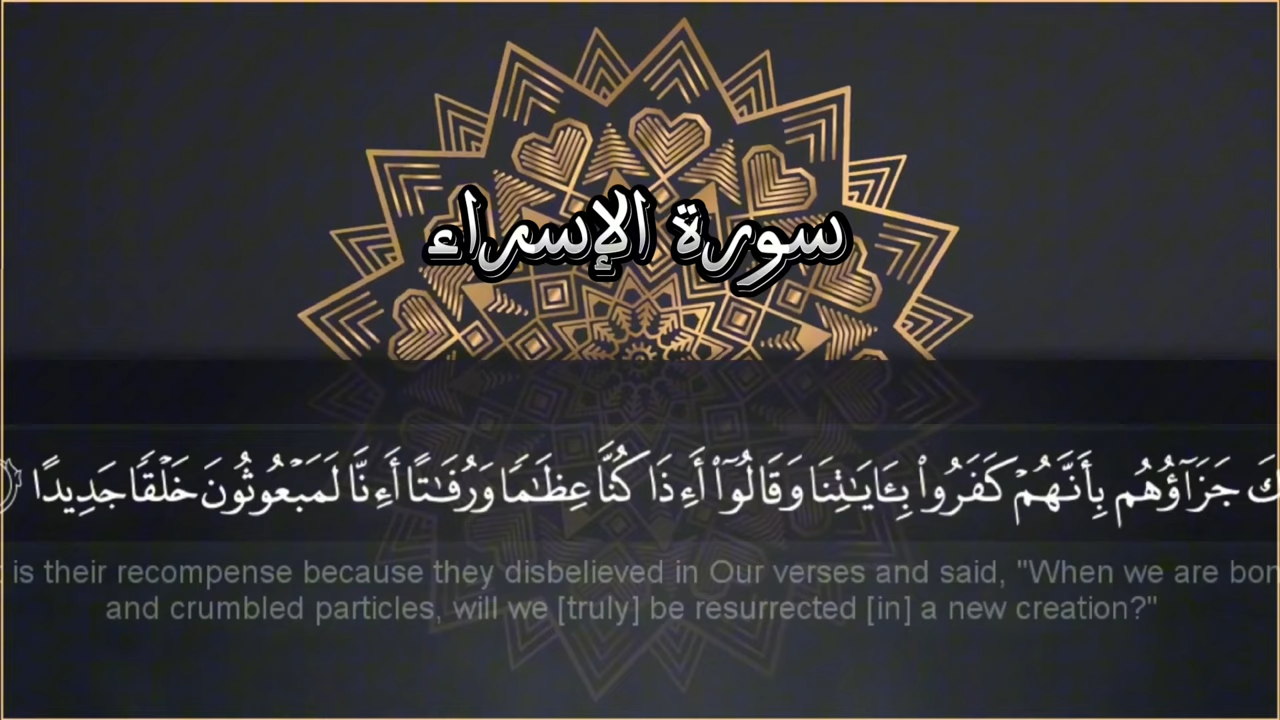 سورة الإسراء
جَزَآؤُهُم بِأَنَّهُمْ كَفَرُوا۟ بِـَٔايَـٰتِنَا وَقَالُوٓا۟ أَءِذَا كُنَّا عِظَـٰمًا وَرُفَـٰتًا أَءِنَّا لَمَبْعُوثُونَ خَلْقًا جَدِيدًا
is their recompense because they disbelieved in Our verses and said, "When we are
and crumbled particles, will we [truly] be resurrected [in] a new creation?"